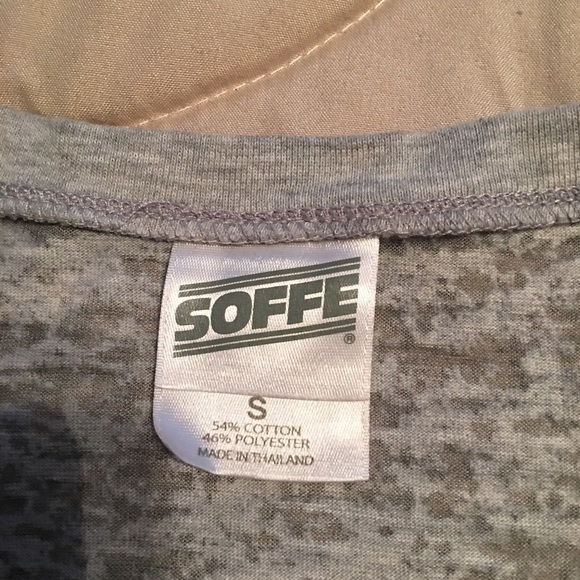 SOFFE®
S
54% COTTON
46% POLYESTER
MADE IN THAILAND